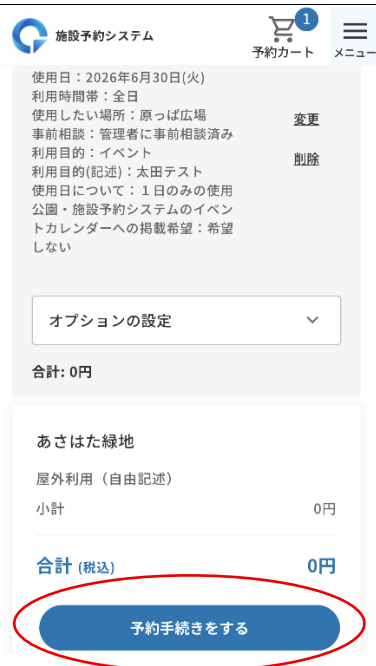 施設予約システム
1
予約カート
メニュー
使用日：2026年6月30日(火)
利用時間帯：全日
使用したい場所：原っぱ広場
事前相談：管理者に事前相談済み
利用目的：イベント
利用目的(記述)：太田テスト
使用日について：１日のみの使用
公園・施設予約システムのイベン
トカレンダーへの掲載希望：希望
しない
変更
削除
オプションの設定
合計: 0円
あさはた緑地
屋外利用（自由記述）
小計 0円
合計 (税込) 0円
予約手続きをする